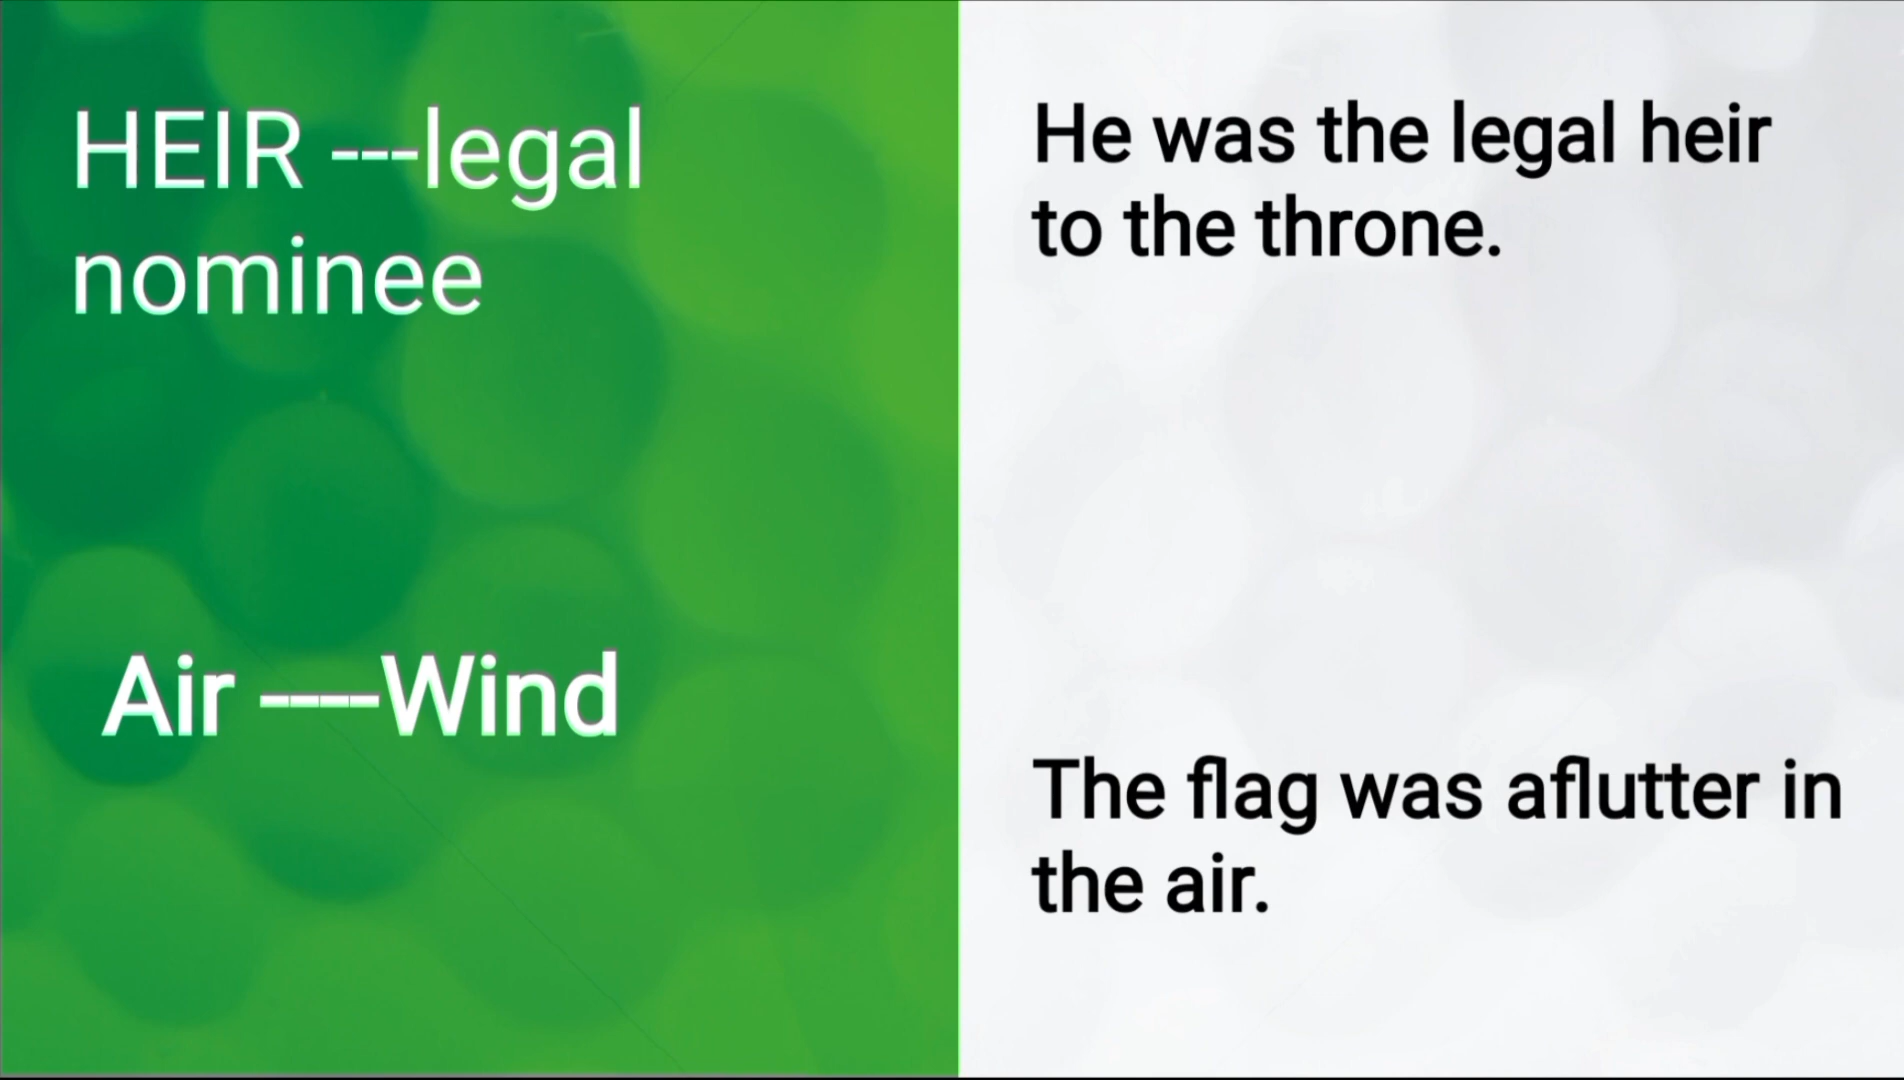 HEIR ---legal
nominee
Air ----Wind
He was the legal heir
to the throne.
The flag was aflutter in
the air.